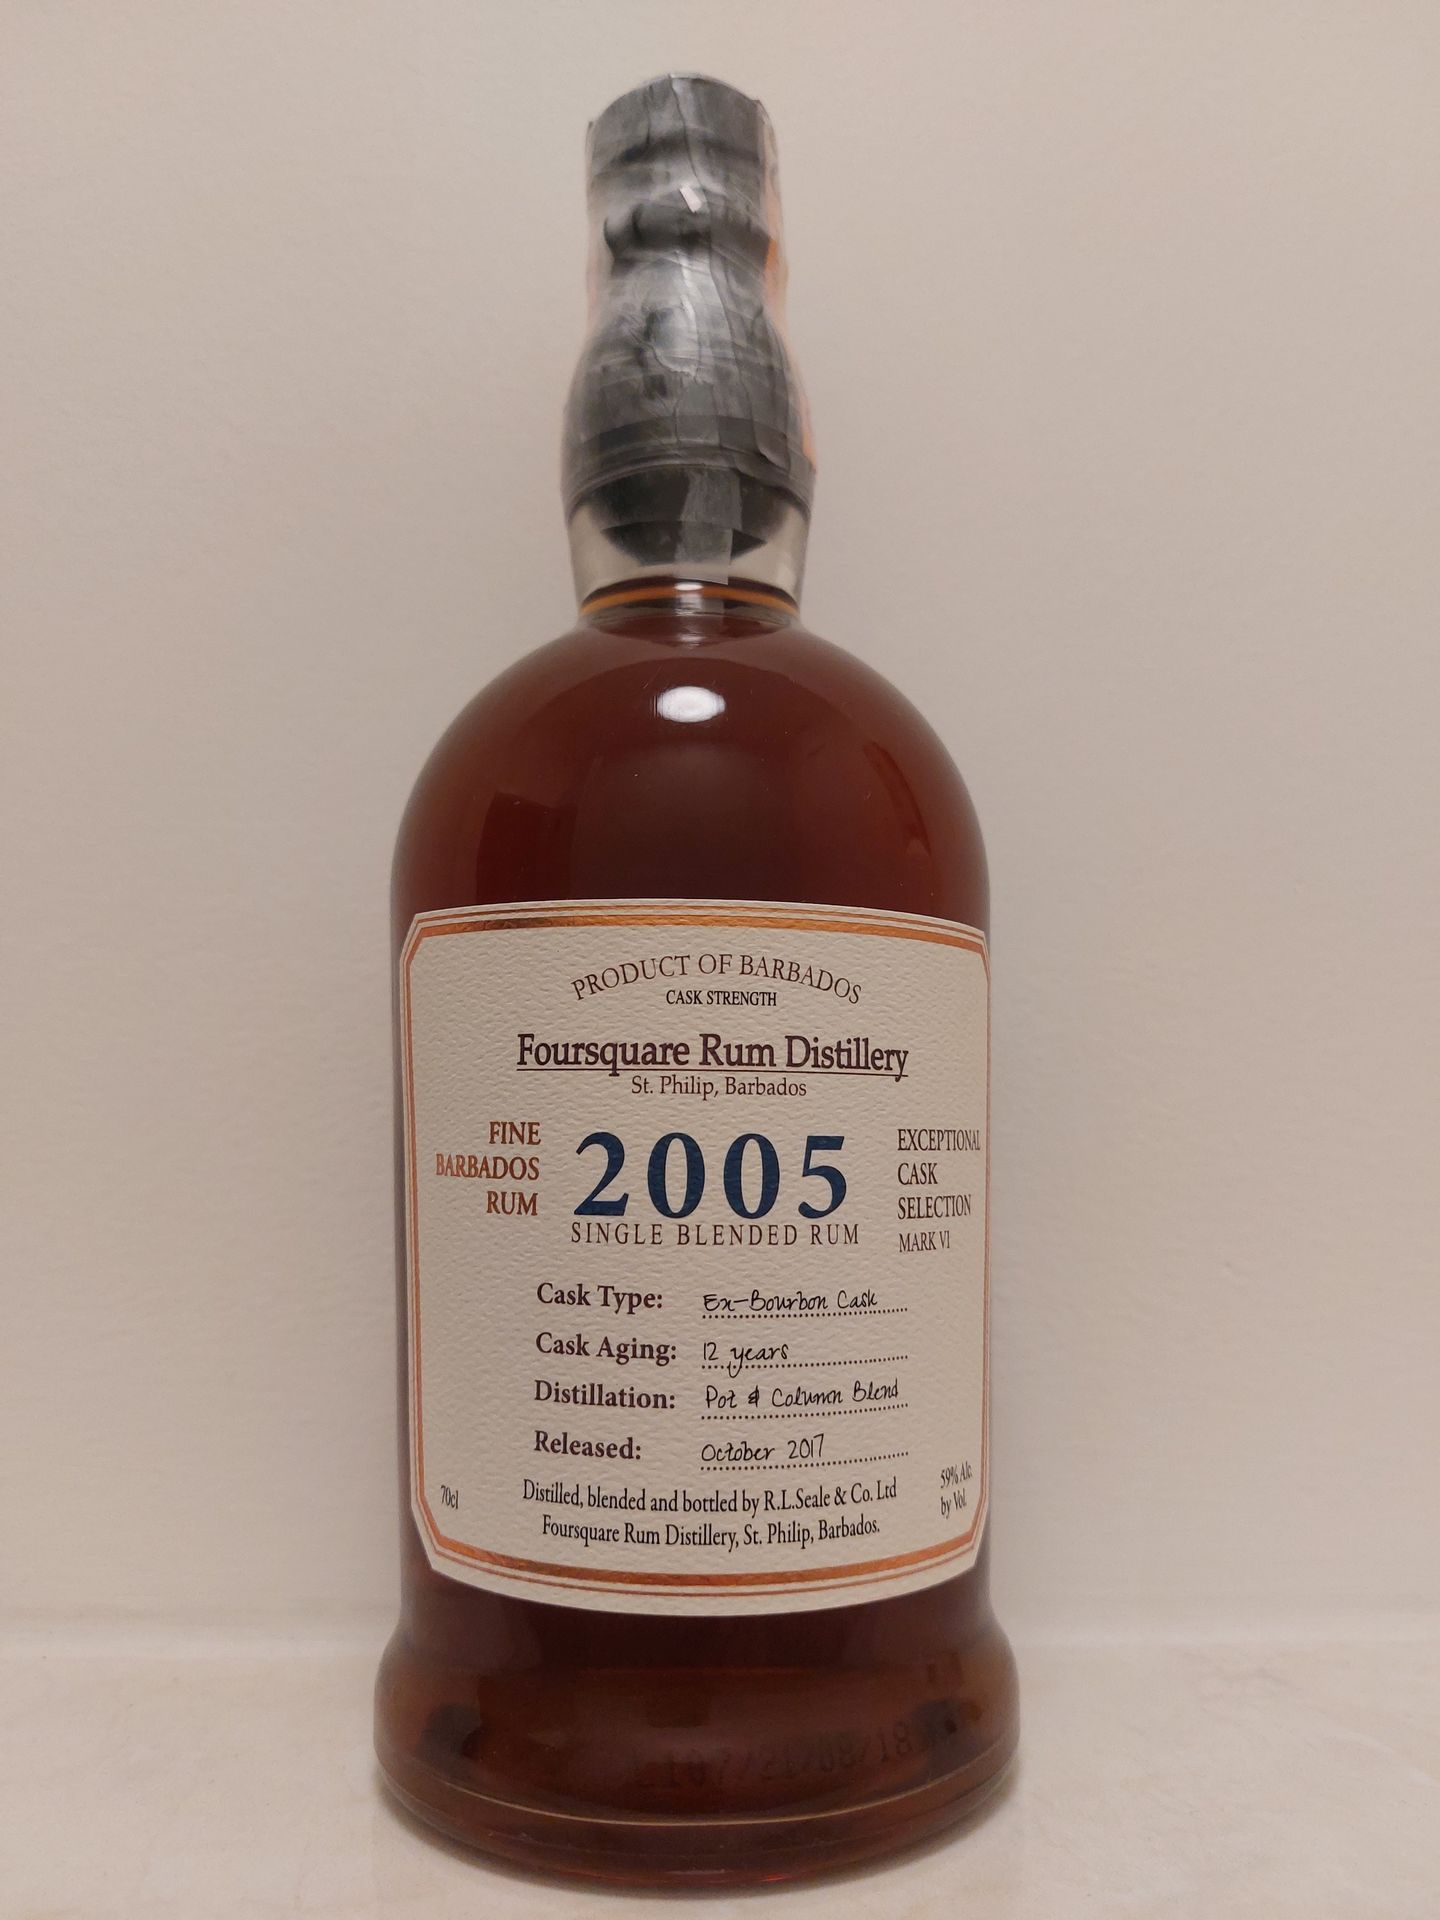 PRODUCT OF BARBADOS
CASK STRENGTH
Foursquare Rum Distillery
St. Philip, Barbados
FINE
BARBADOS
RUM
2005
SINGLE BLENDED RUM
EXCEPTIONAL
CASK
SELECTION
MARK VI
Cask Type: Ex-Bourbon Cask
Cask Aging: 12 years
Distillation: Pot & Column Blend
Released: October 2017
70cl
Distilled, blended and bottled by R.L.Seale & Co. Ltd
Foursquare Rum Distillery, St. Philip, Barbados.
59% Alc.
by Vol.